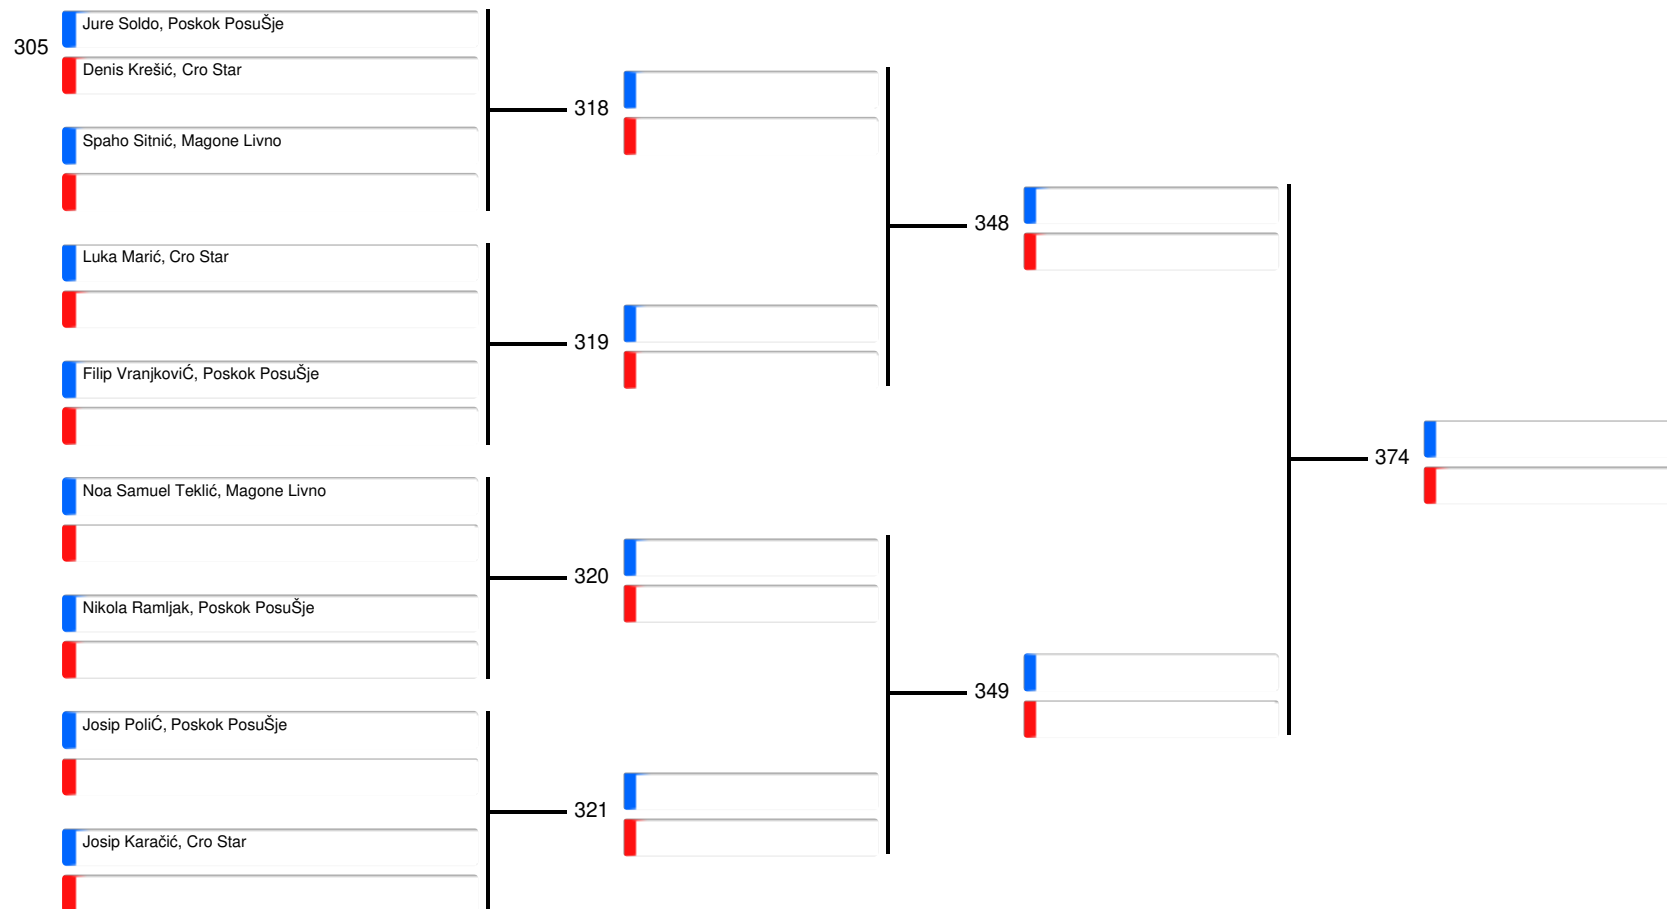 305
Jure Soldo, Poskok PosuŠje
Denis Krešić, Cro Star
318
Spaho Sitnić, Magone Livno
348
Luka Marić, Cro Star
319
Filip VranjkoviĆ, Poskok PosuŠje
374
Noa Samuel Teklić, Magone Livno
320
Nikola Ramljak, Poskok PosuŠje
349
Josip PoliĆ, Poskok PosuŠje
321
Josip Karačić, Cro Star